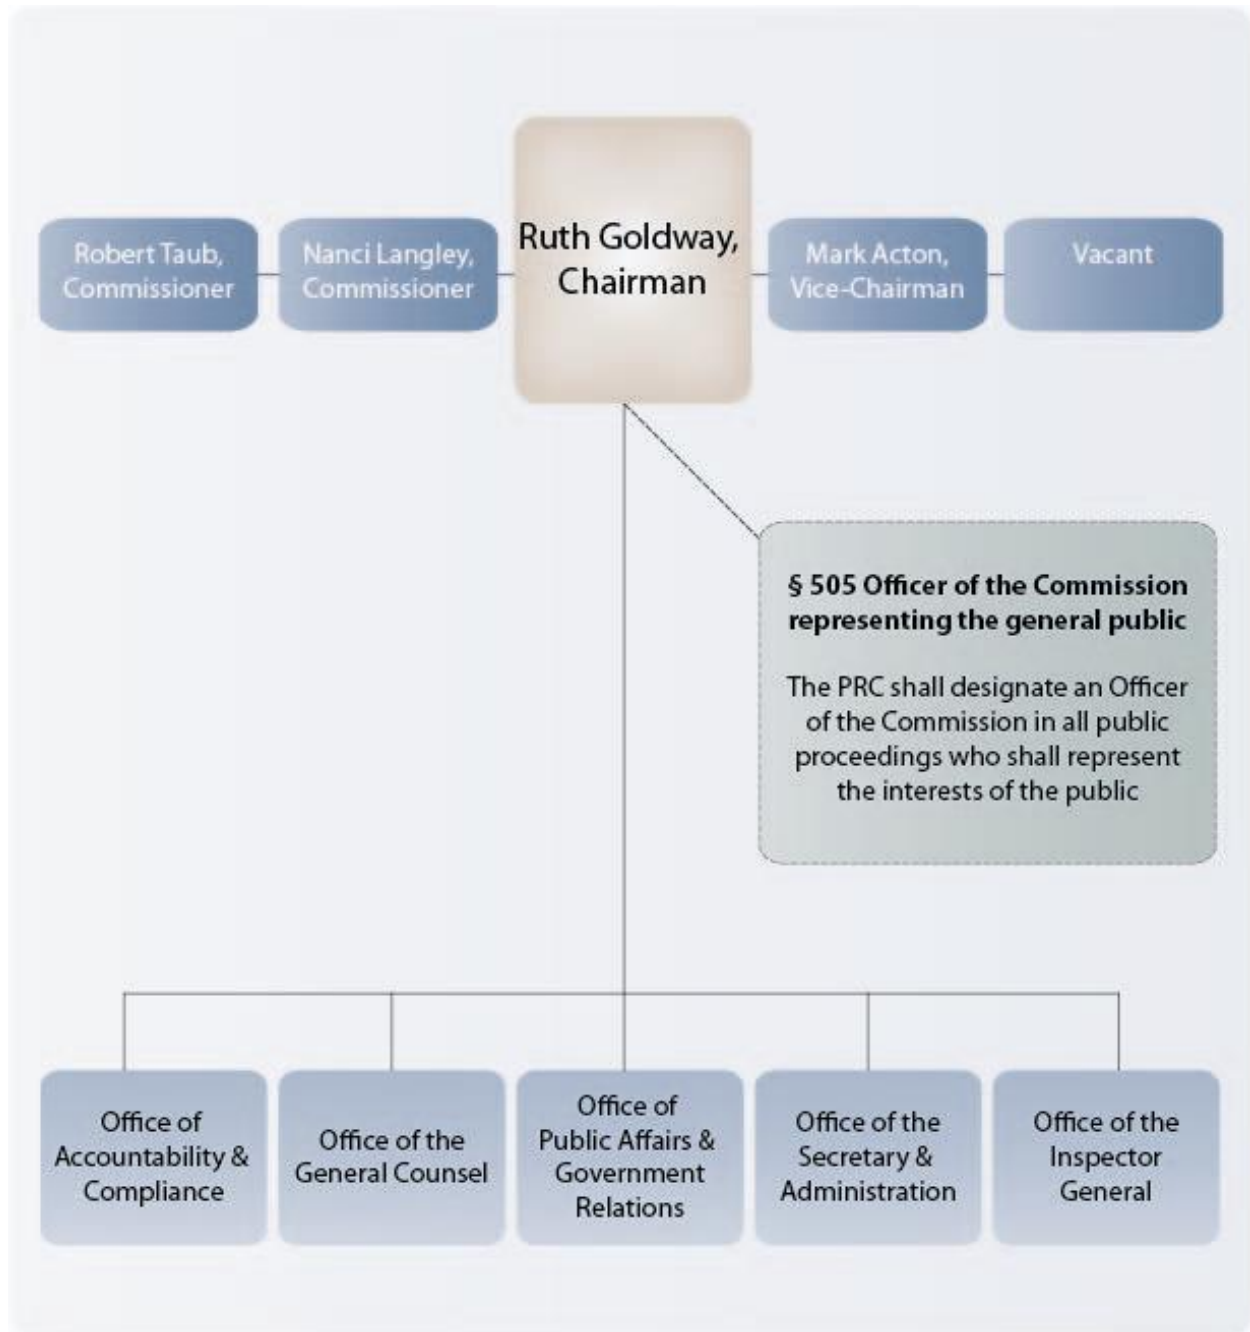 Robert Taub,
Commissioner
Nanci Langley,
Commissioner
Ruth Goldway,
Chairman
Mark Acton,
Vice-Chairman
Vacant
§ 505 Officer of the Commission
representing the general public
The PRC shall designate an Officer
of the Commission in all public
proceedings who shall represent
the interests of the public
Office of
Accountability &
Compliance
Office of the
General Counsel
Office of
Public Affairs &
Government
Relations
Office of the
Secretary &
Administration
Office of the
Inspector
General